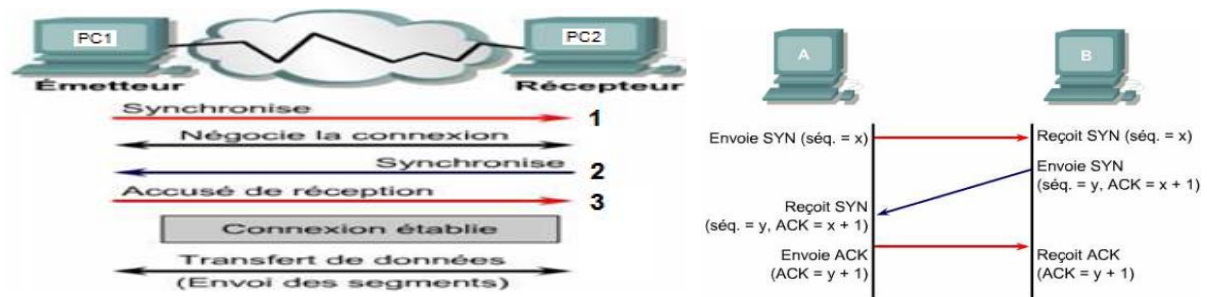 PC1
PC2
Émetteur
Récepteur
Synchronise
1
Négocie la connexion
Synchronise
2
Accusé de réception
3
Connexion établie
Transfert de données
(Envoi des segments)
A
B
Envoie SYN (séq. = x)
Reçoit SYN (séq. = x)
Envoie SYN
(séq. = y, ACK = x + 1)
Reçoit SYN
(séq. = y, ACK = x + 1)
Envoie ACK
(ACK = y + 1)
Reçoit ACK
(ACK = y + 1)